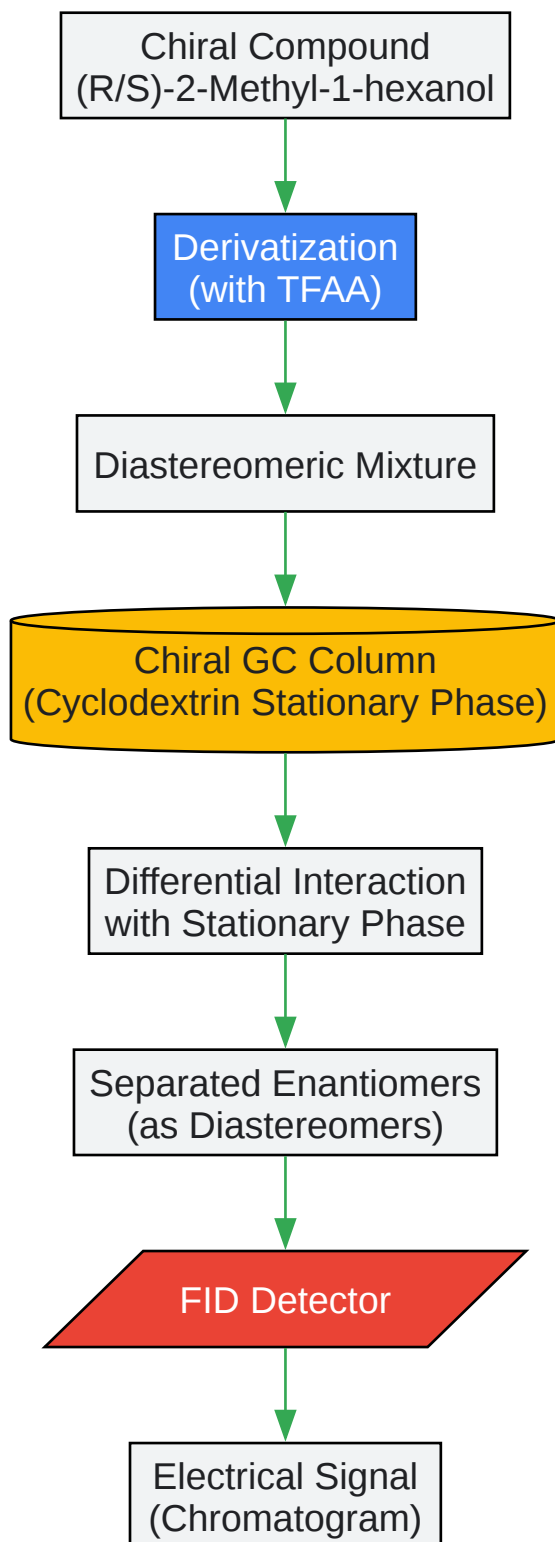 Chiral Compound
(R/S)-2-Methyl-1-hexanol
Derivatization
(with TFAA)
Diastereomeric Mixture
Chiral GC Column
(Cyclodextrin Stationary Phase)
Differential Interaction
with Stationary Phase
Separated Enantiomers
(as Diastereomers)
FID Detector
Electrical Signal
(Chromatogram)